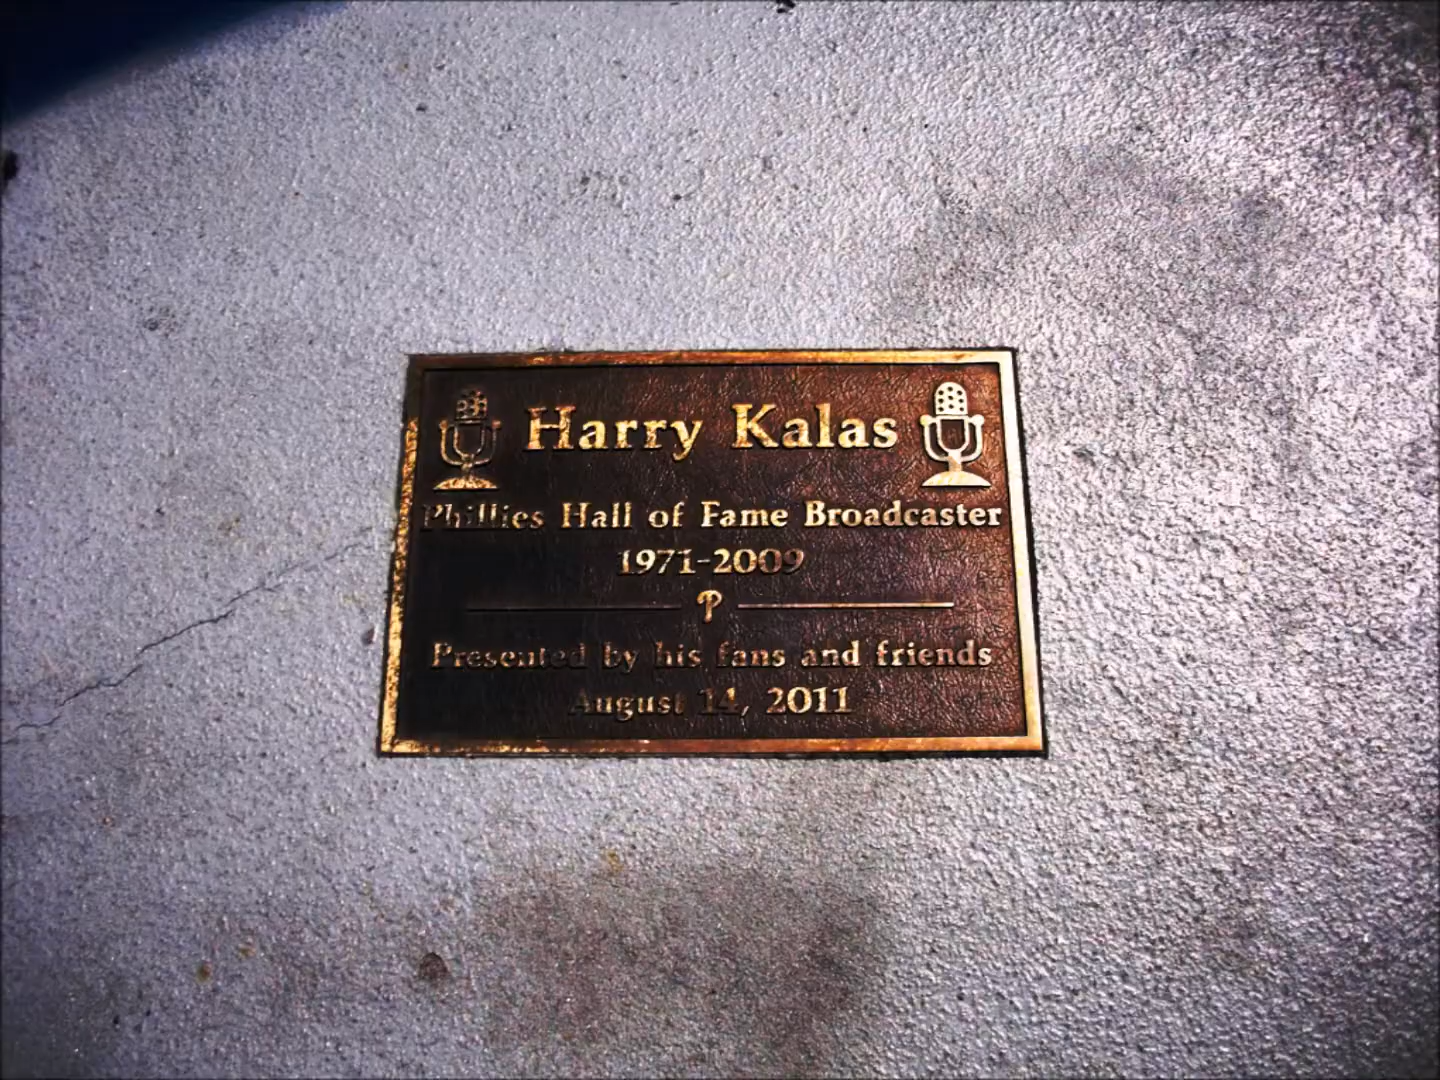 Harry Kalas
Phillies Hall of Fame Broadcaster
1971-2009
P
Presented by his fans and friends
August 14, 2011